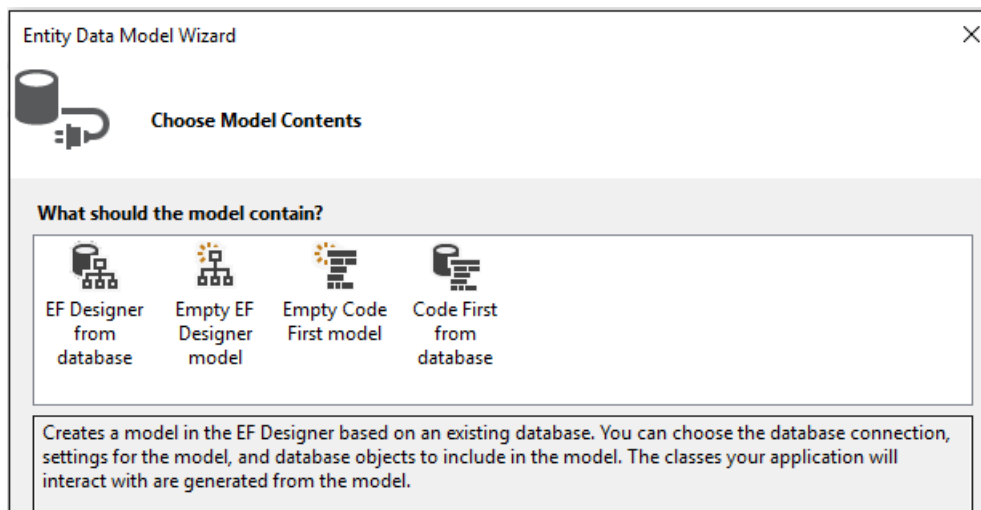 Entity Data Model Wizard
Choose Model Contents
What should the model contain?
EF Designer
from
database
Empty EF
Designer
model
Empty Code
First model
Code First
from
database
Creates a model in the EF Designer based on an existing database. You can choose the database connection,
settings for the model, and database objects to include in the model. The classes your application will
interact with are generated from the model.